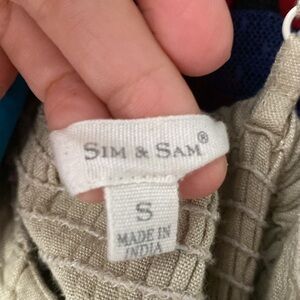 SIM & SAM®
S
MADE IN
INDIA